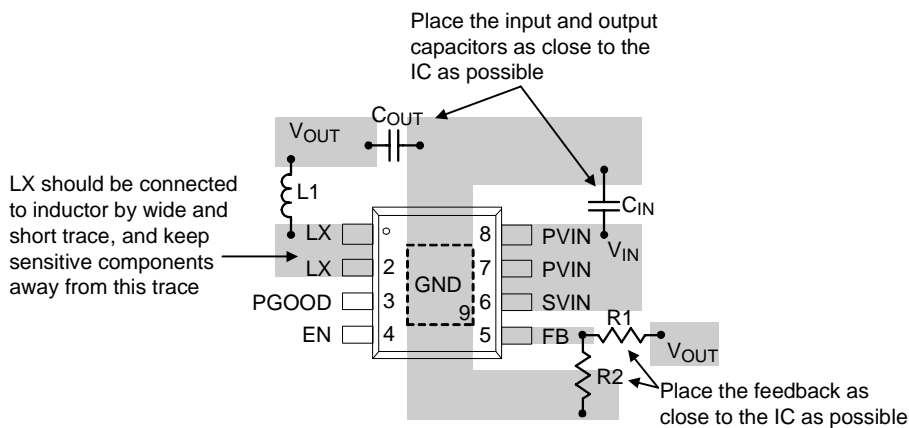 Place the input and output
capacitors as close to the
IC as possible
COUT
VOUT
LX should be connected
to inductor by wide and
short trace, and keep
sensitive components
away from this trace
L1
CIN
VIN
LX
8
PVIN
LX
2
7
PVIN
GND
PGOOD
3
6
SVIN
9
EN
4
5
FB
R1
VOUT
R2
Place the feedback as
close to the IC as possible